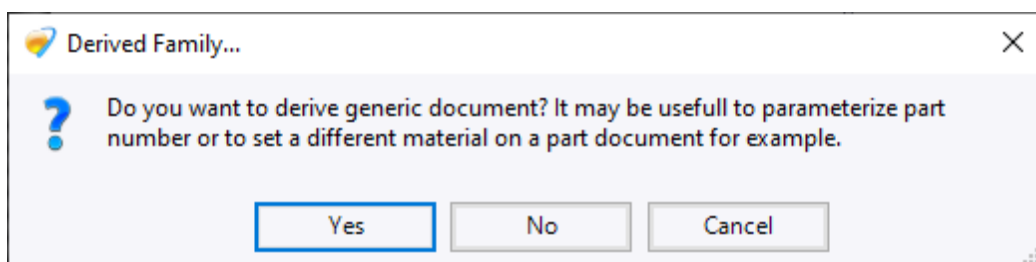 Derived Family...
Do you want to derive generic document? It may be usefull to parameterize part
number or to set a different material on a part document for example.
Yes
No
Cancel